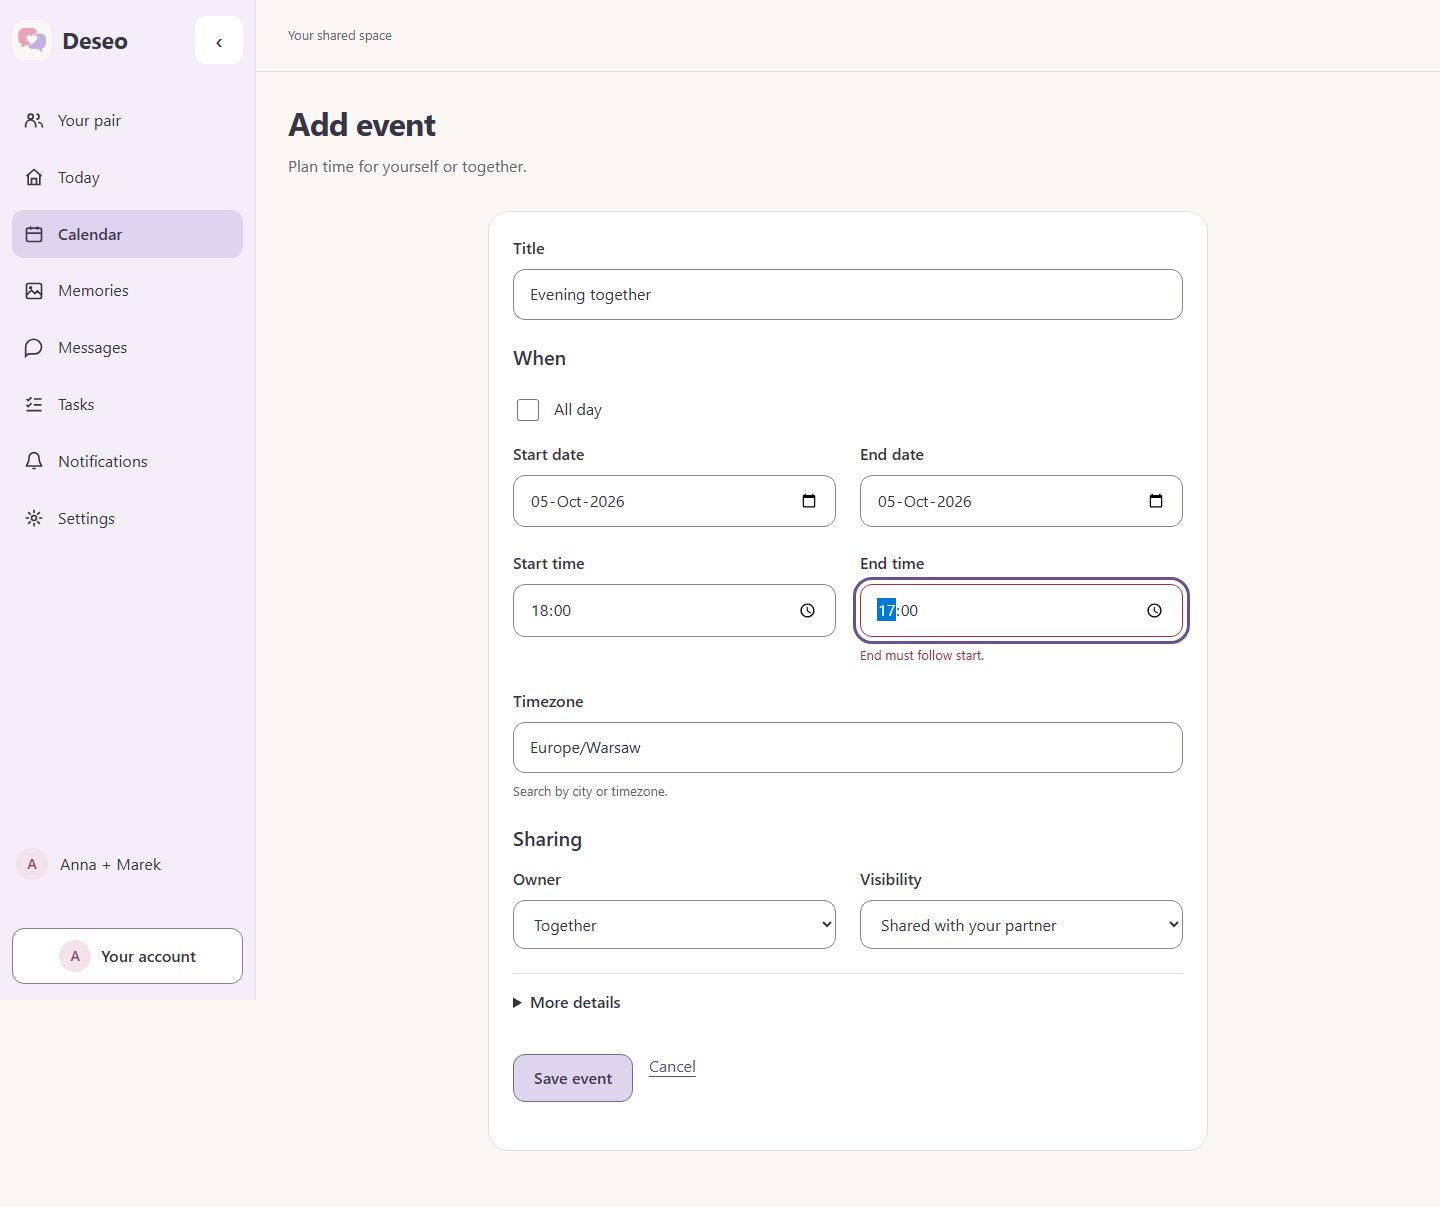 Deseo
‹
Your shared space
Your pair
Today
Calendar
Memories
Messages
Tasks
Notifications
Settings
A Anna + Marek
A Your account
Add event
Plan time for yourself or together.
Title
Evening together
When
All day
Start date End date
05-Oct-2026 05-Oct-2026
Start time End time
18:00 17:00
End must follow start.
Timezone
Europe/Warsaw
Search by city or timezone.
Sharing
Owner Visibility
Together Shared with your partner
More details
Save event Cancel